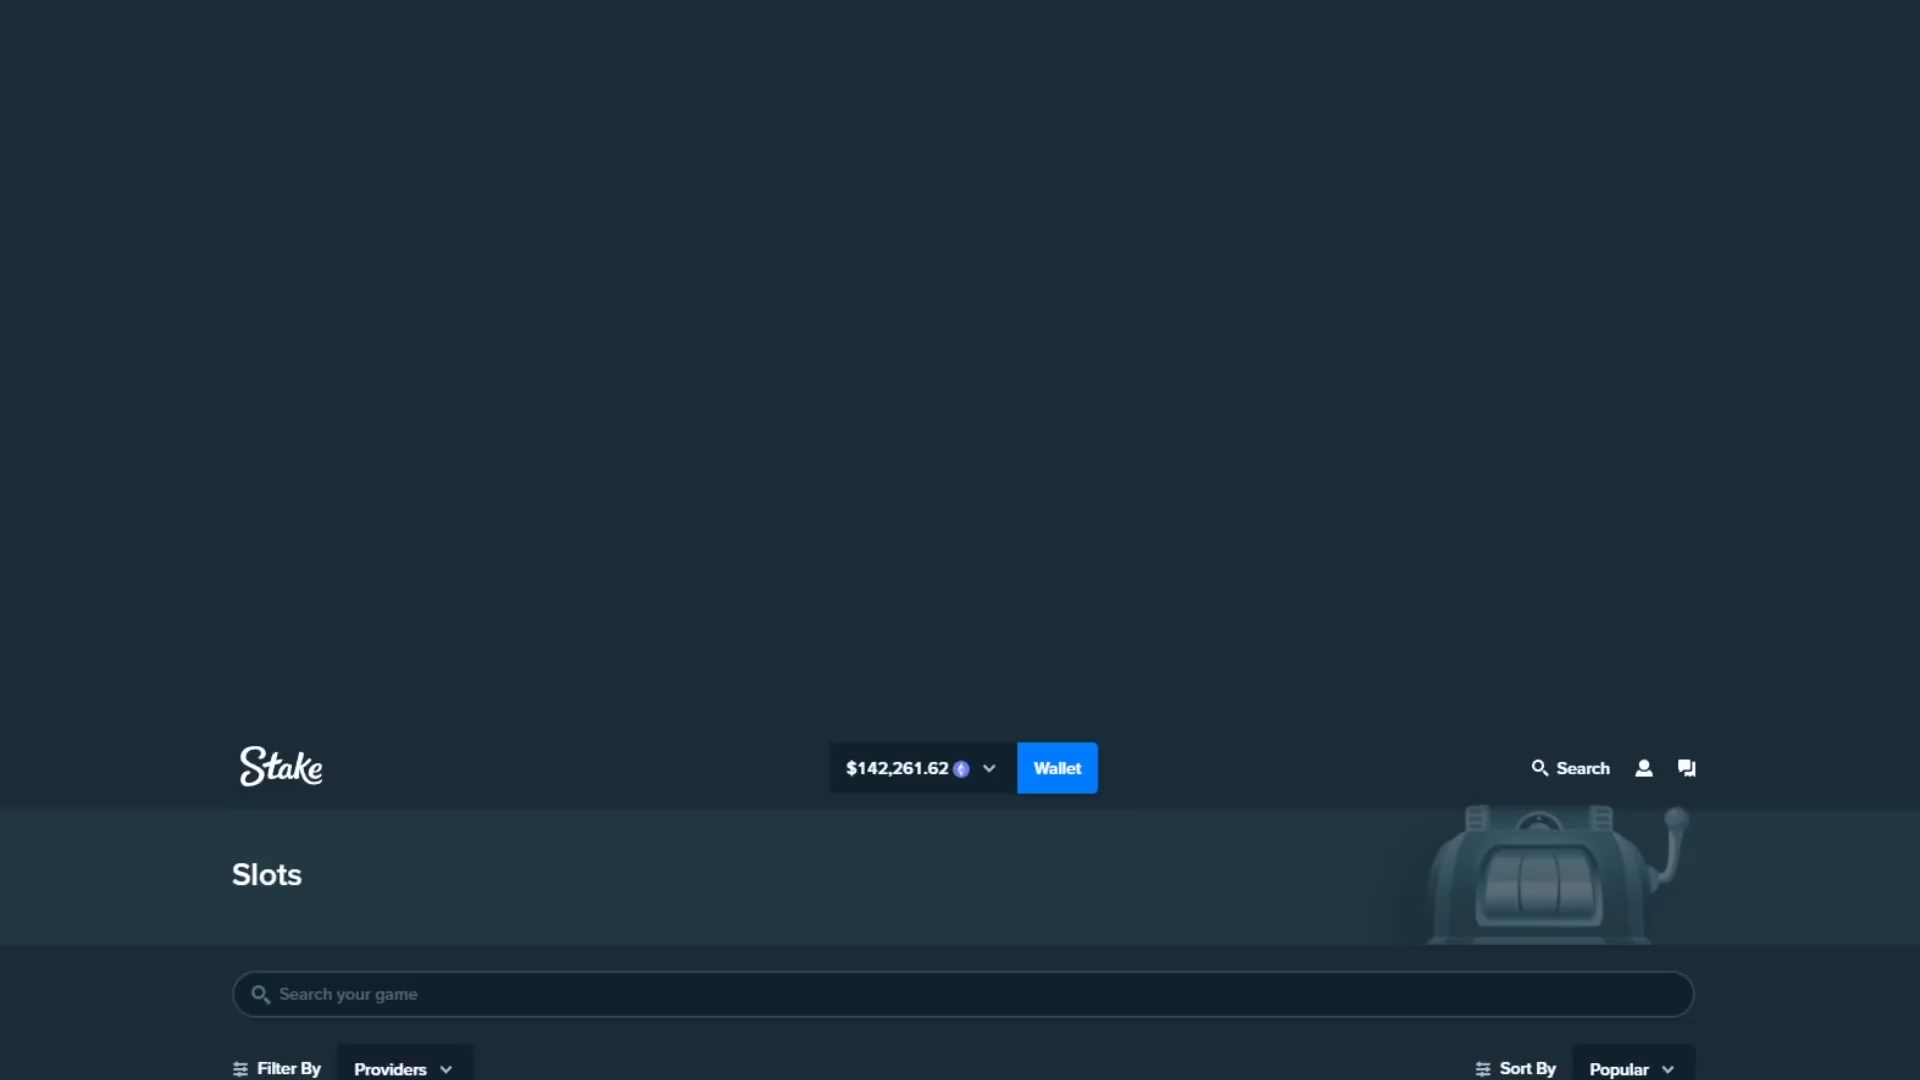 Stake
$142,261.62
Wallet
Search
Slots
Search your game
Filter By
Providers
Sort By
Popular